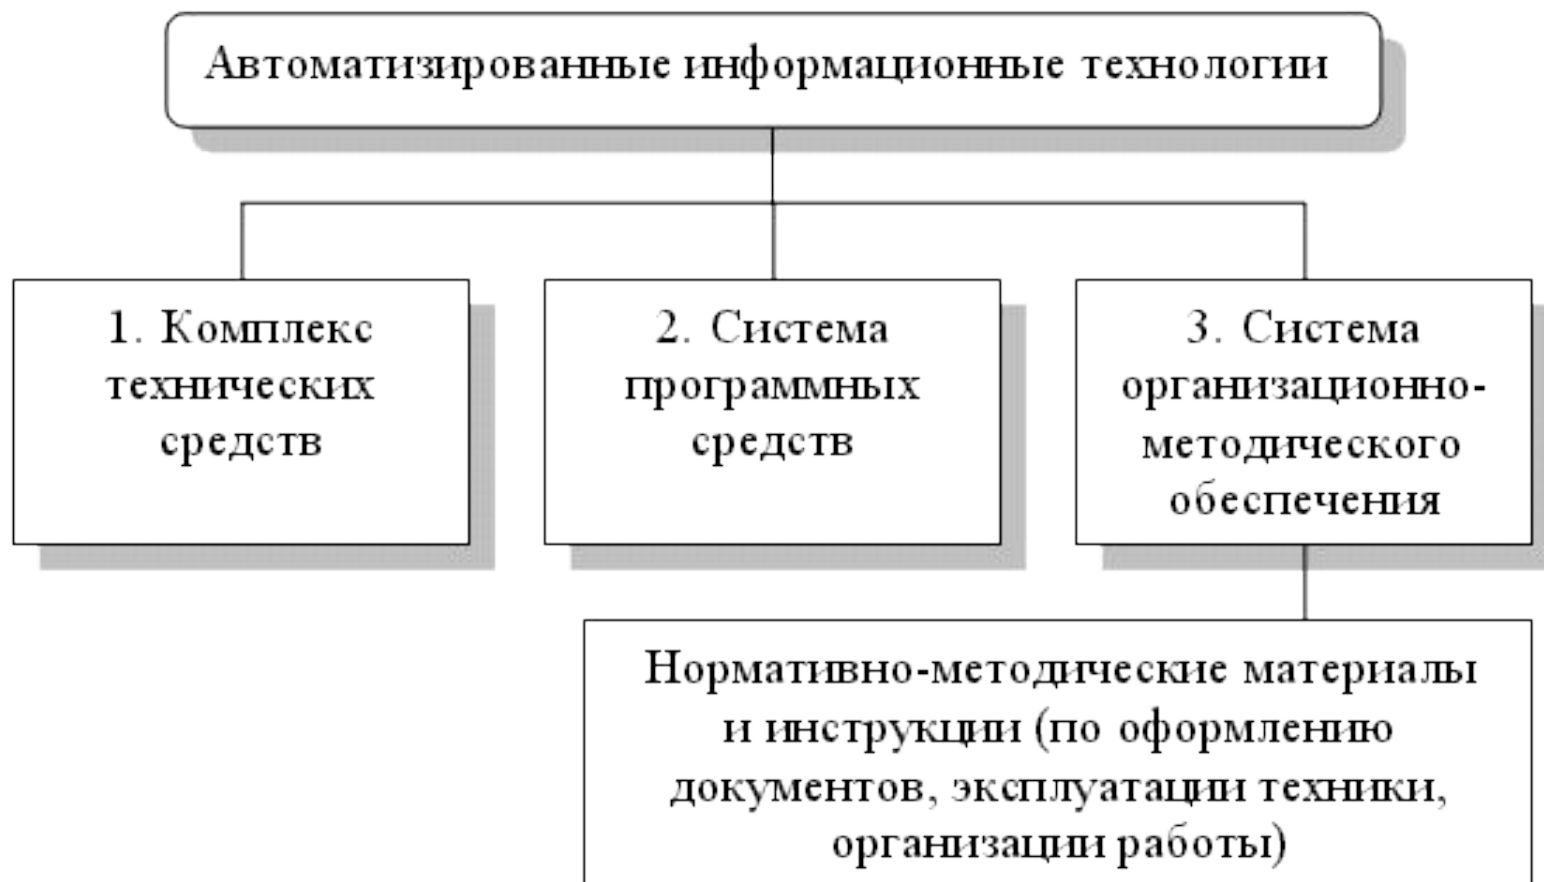 Автоматизированные информационные технологии
1. Комплекс
технических
средств
2. Система
программных
средств
3. Система
организационно-
методического
обеспечения
Нормативно-методические материалы
и инструкции (по оформлению
документов, эксплуатации техники,
организации работы)